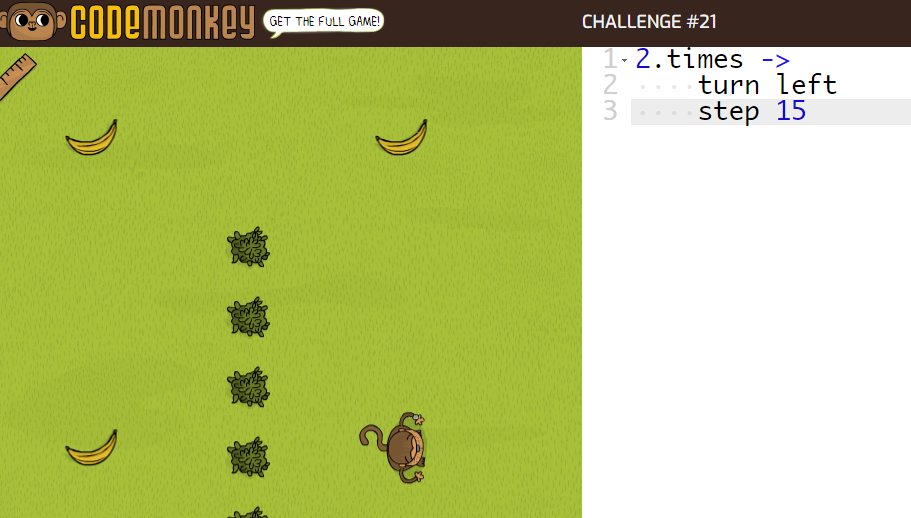 CODEMONKEY GET THE FULL GAME! CHALLENGE #21
1 2.times ->
2 ····turn left
3 ····step 15